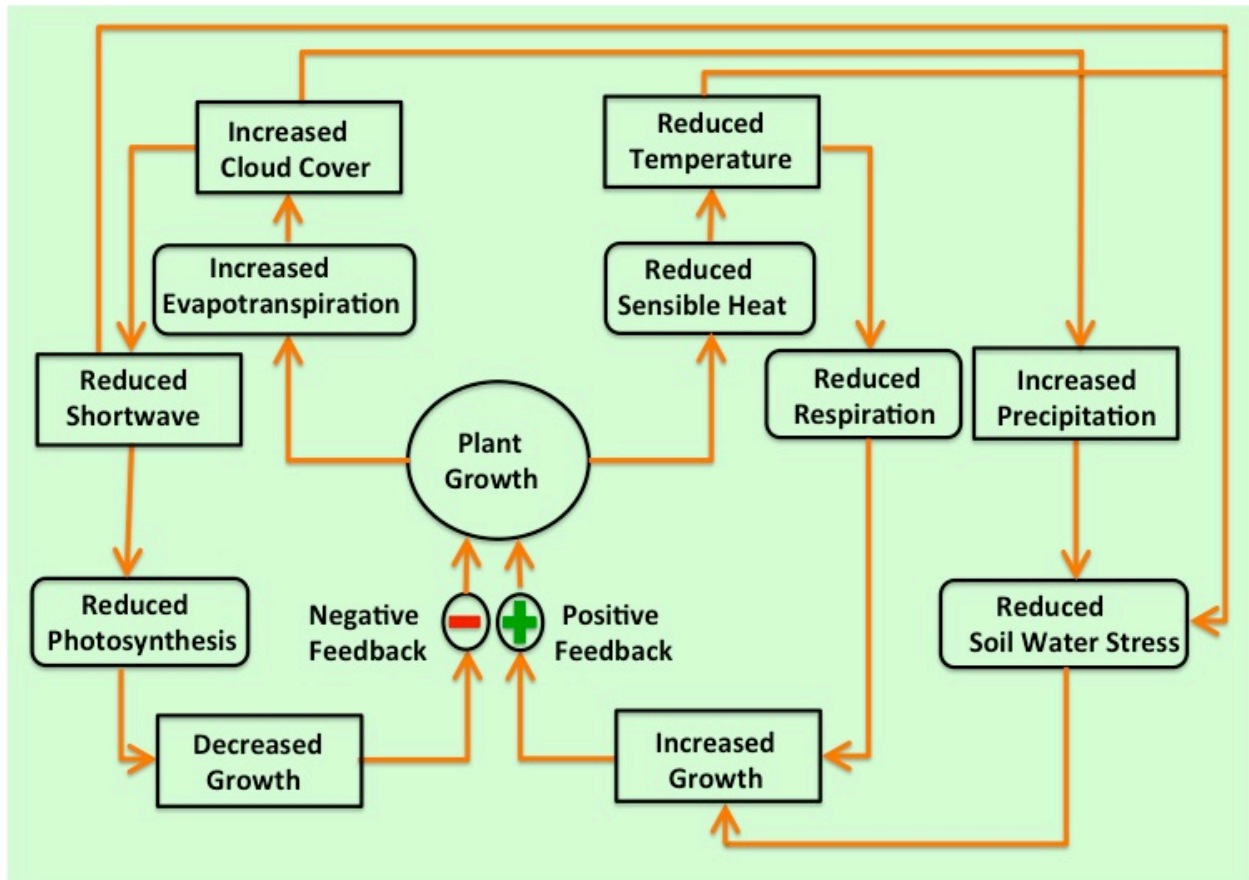 Increased
Cloud Cover
Reduced
Temperature
Increased
Evapotranspiration
Reduced
Sensible Heat
Reduced
Shortwave
Reduced
Respiration
Increased
Precipitation
Plant
Growth
Reduced
Photosynthesis
Negative
Feedback
Positive
Feedback
Reduced
Soil Water Stress
Decreased
Growth
Increased
Growth